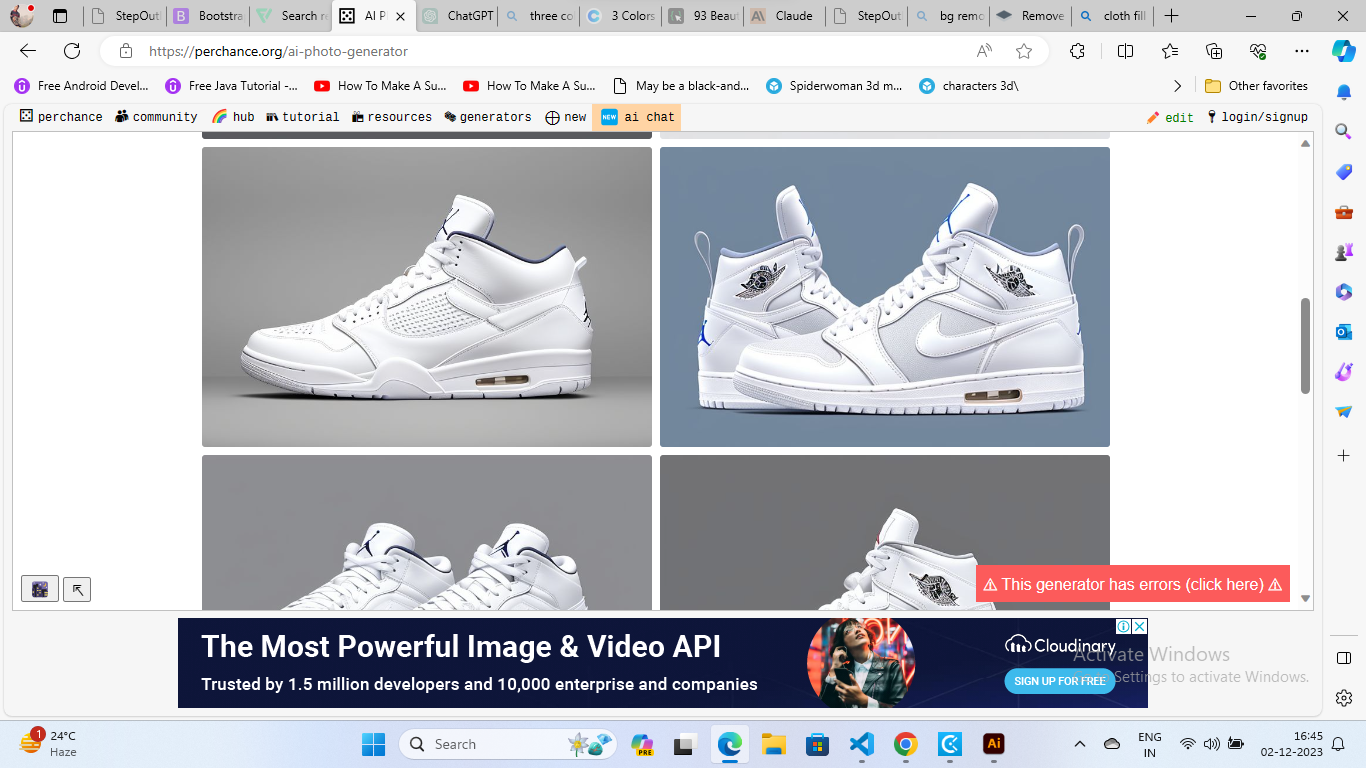 StepOut
Bootstra
Search re
AI P
ChatGPT
three co
3 Colors
93 Beaut
Claude
StepOut
bg remo
Remove
cloth fill
https://perchance.org/ai-photo-generator
Free Android Devel...
Free Java Tutorial -...
How To Make A Su...
How To Make A Su...
May be a black-and...
Spiderwoman 3d m...
characters 3d\
Other favorites
perchance
community
hub
tutorial
resources
generators
new
NEW
ai chat
edit
login/signup
⚠ This generator has errors (click here) ⚠
The Most Powerful Image & Video API
Trusted by 1.5 million developers and 10,000 enterprise and companies
Cloudinary
SIGN UP FOR FREE
Activate Windows
Settings to activate Windows.
1
24°C
Haze
Search
PRE
Ai
ENG
IN
16:45
02-12-2023